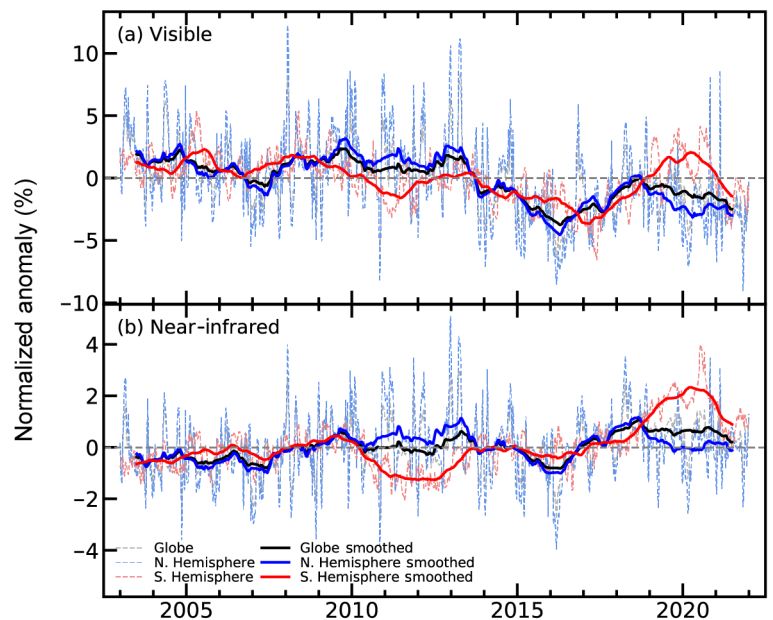 (a) Visible
10
5
0
−5
−10
Normalized anomaly (%)
(b) Near-infrared
4
2
0
−2
−4
Globe
Globe smoothed
N. Hemisphere
N. Hemisphere smoothed
S. Hemisphere
S. Hemisphere smoothed
2005
2010
2015
2020